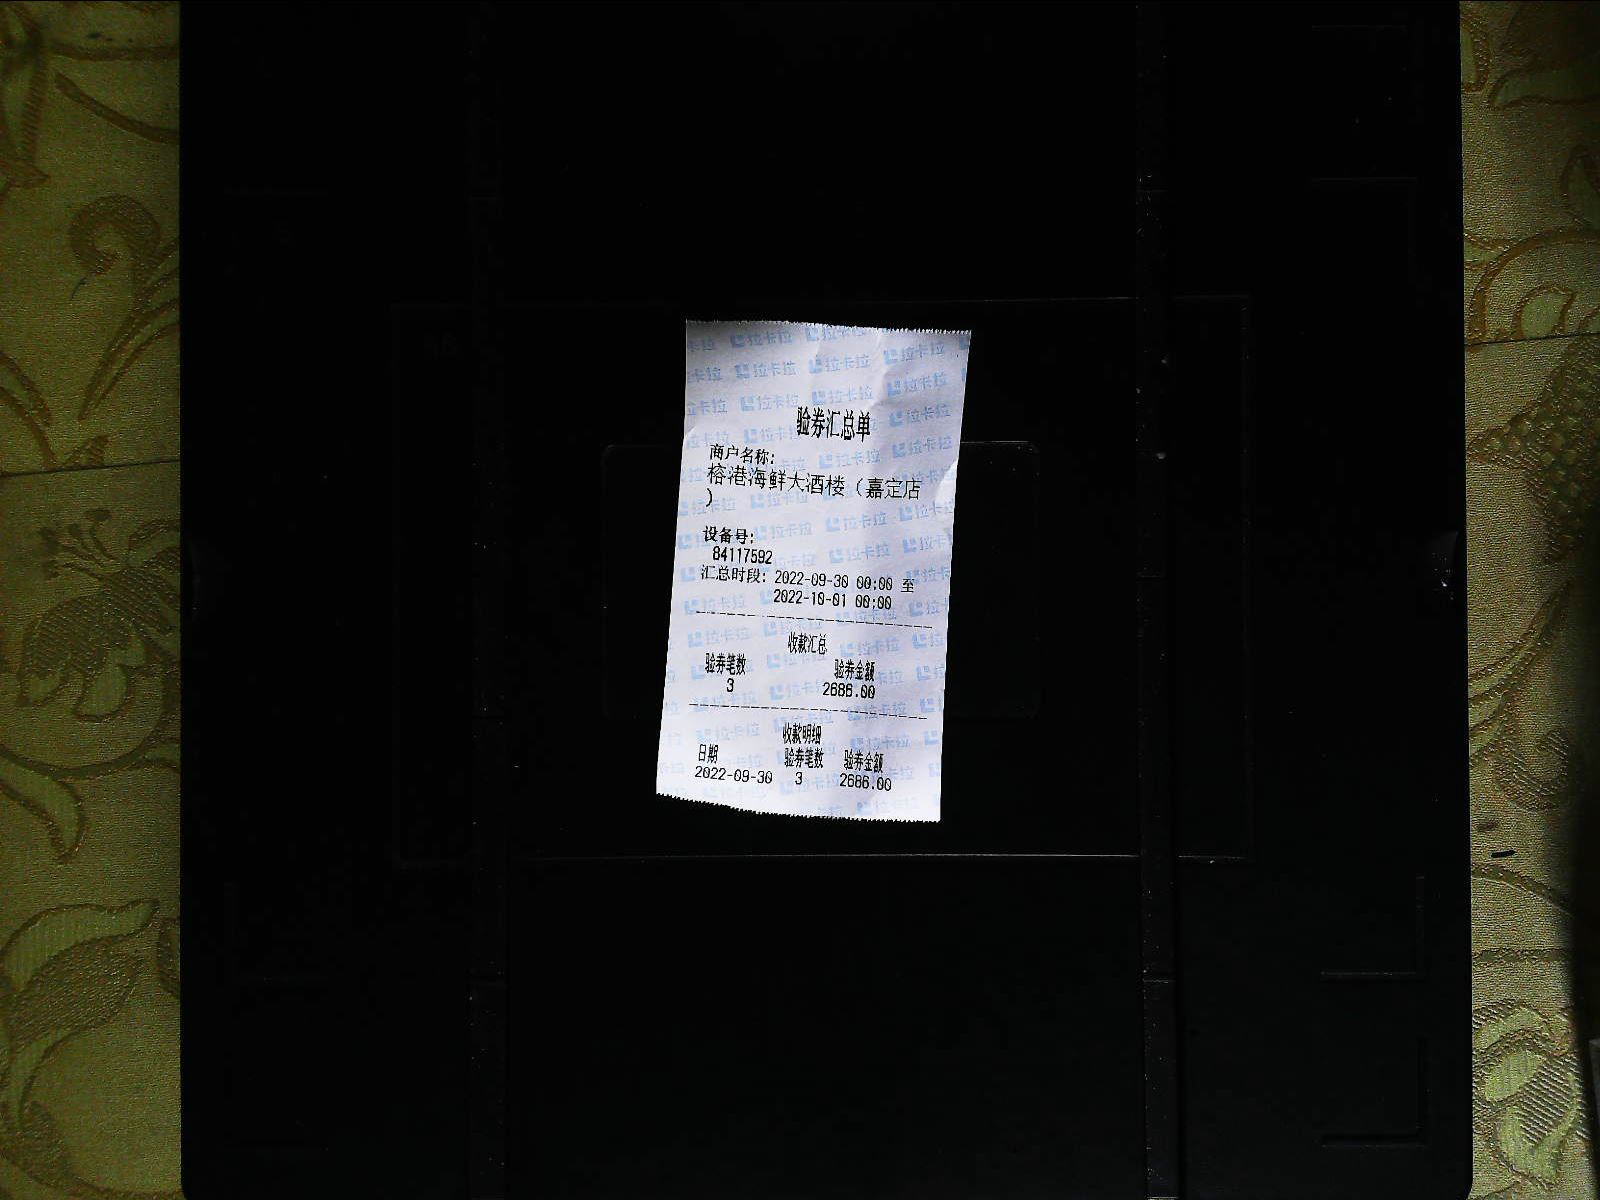 验券汇总单
商户名称:
榕港海鲜大酒楼（嘉定店
）
设备号:
84117592
汇总时段: 2022-09-30 00:00 至
2022-10-01 00:00
收款汇总
验券笔数 验券金额
3 2686.00
收款明细
日期 验券笔数 验券金额
2022-09-30 3 2686.00
拉卡拉